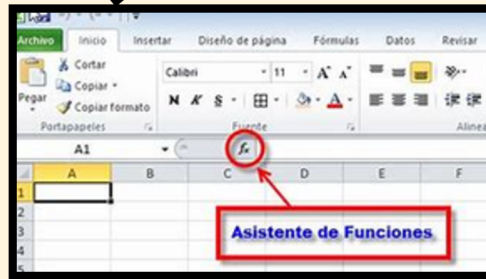 Archivo Inicio Insertar Diseño de página Fórmulas Datos Revisar
Cortar
Copiar
Pegar
Copiar formato
Portapapeles
Calibri 11 A A
N K S A
Fuente
Alinea
A1 fx
A B C D E F
1
2
3
4
5
Asistente de Funciones